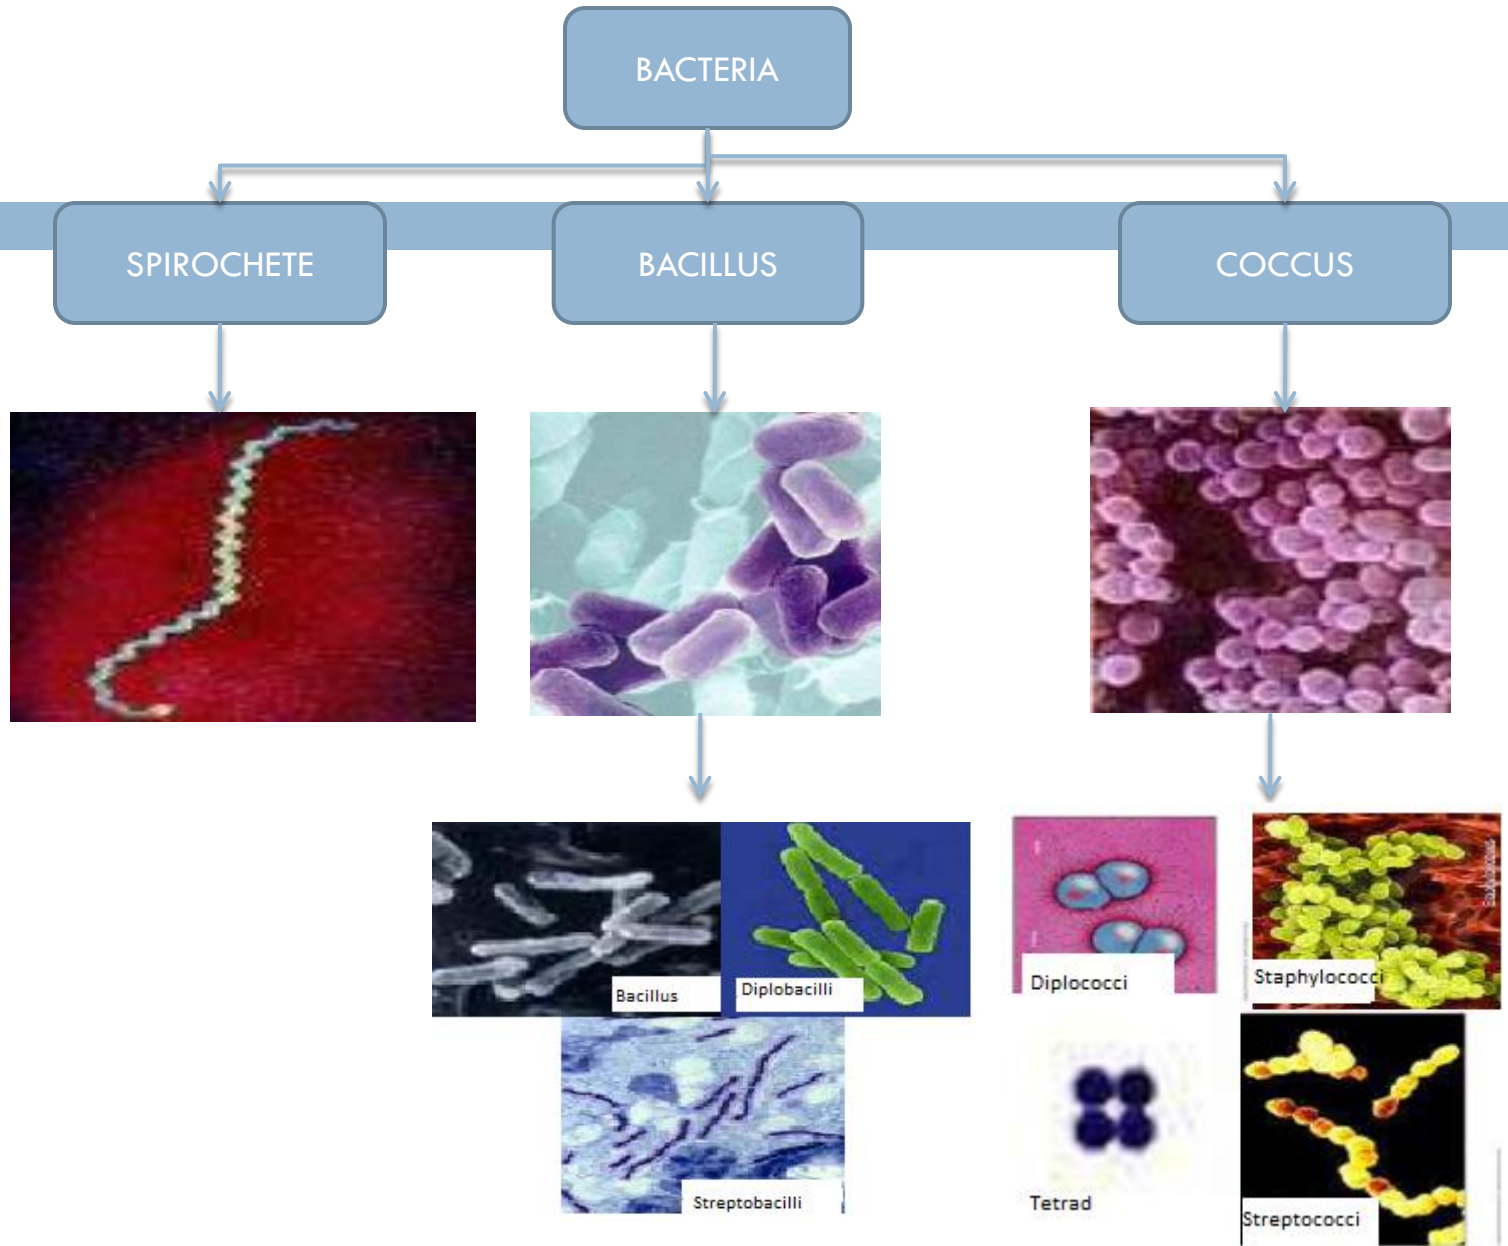 BACTERIA
SPIROCHETE
BACILLUS
COCCUS
Bacillus
Diplobacilli
Streptobacilli
Diplococci
Staphylococci
Tetrad
Streptococci